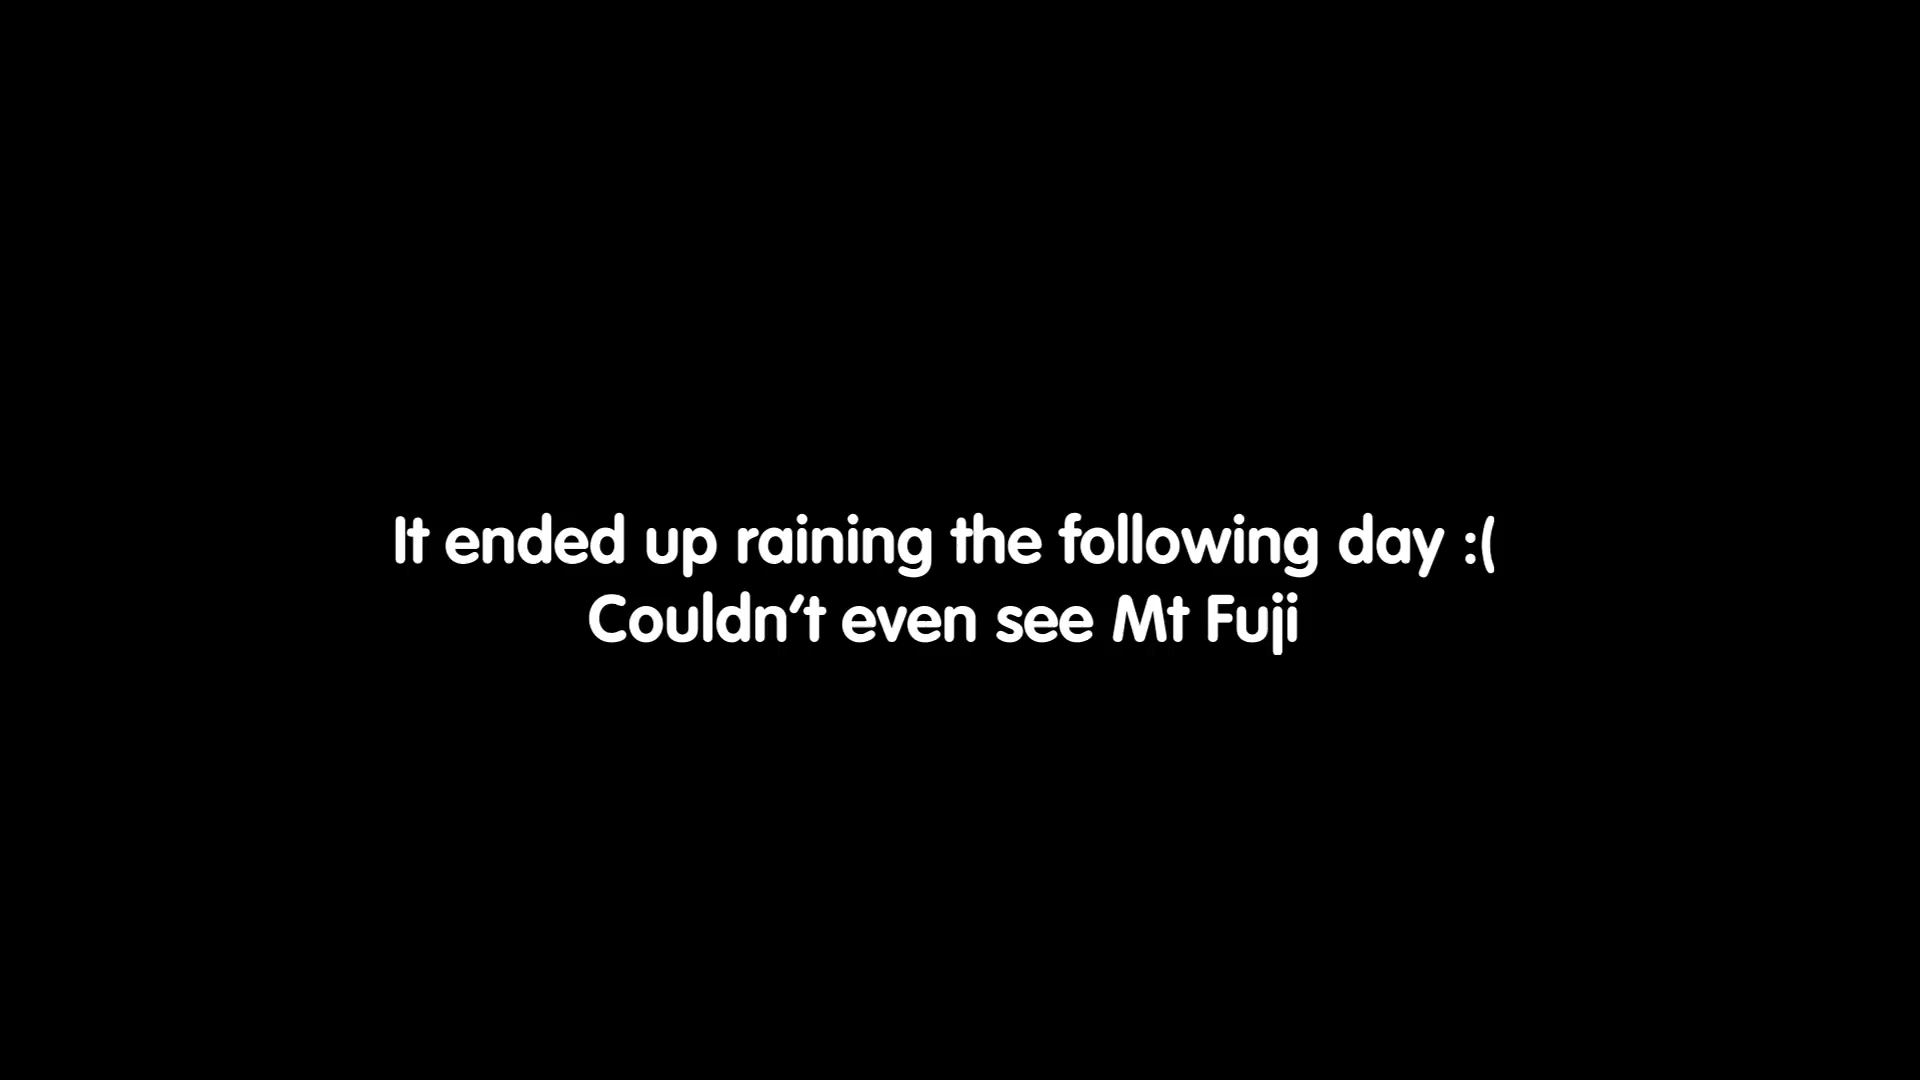 It ended up raining the following day :(
Couldn't even see Mt Fuji